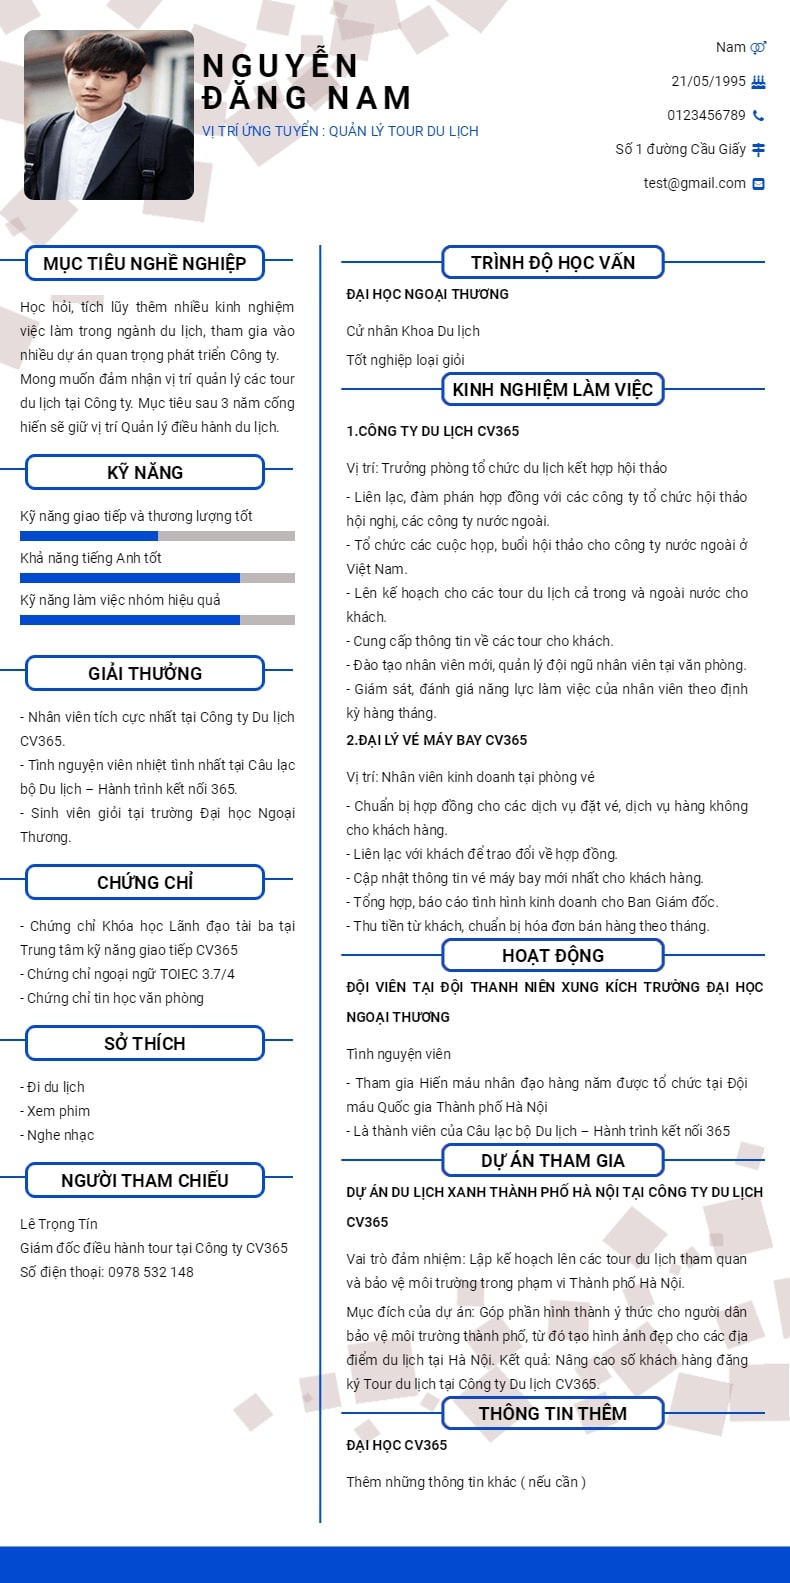 NGUYỄN
ĐĂNG NAM
VỊ TRÍ ỨNG TUYỂN : QUẢN LÝ TOUR DU LỊCH
Nam
21/05/1995
0123456789
Số 1 đường Cầu Giấy
test@gmail.com
MỤC TIÊU NGHỀ NGHIỆP
Học hỏi, tích lũy thêm nhiều kinh nghiệm
việc làm trong ngành du lịch, tham gia vào
nhiều dự án quan trọng phát triển Công ty.
Mong muốn đảm nhận vị trí quản lý các tour
du lịch tại Công ty. Mục tiêu sau 3 năm cống
hiến sẽ giữ vị trí Quản lý điều hành du lịch.
KỸ NĂNG
Kỹ năng giao tiếp và thương lượng tốt
Khả năng tiếng Anh tốt
Kỹ năng làm việc nhóm hiệu quả
GIẢI THƯỞNG
- Nhân viên tích cực nhất tại Công ty Du lịch
CV365.
- Tình nguyện viên nhiệt tình nhất tại Câu lạc
bộ Du lịch – Hành trình kết nối 365.
- Sinh viên giỏi tại trường Đại học Ngoại
Thương.
CHỨNG CHỈ
- Chứng chỉ Khóa học Lãnh đạo tài ba tại
Trung tâm kỹ năng giao tiếp CV365
- Chứng chỉ ngoại ngữ TOIEC 3.7/4
- Chứng chỉ tin học văn phòng
SỞ THÍCH
- Đi du lịch
- Xem phim
- Nghe nhạc
NGƯỜI THAM CHIẾU
Lê Trọng Tín
Giám đốc điều hành tour tại Công ty CV365
Số điện thoại: 0978 532 148
TRÌNH ĐỘ HỌC VẤN
ĐẠI HỌC NGOẠI THƯƠNG
Cử nhân Khoa Du lịch
Tốt nghiệp loại giỏi
KINH NGHIỆM LÀM VIỆC
1.CÔNG TY DU LỊCH CV365
Vị trí: Trưởng phòng tổ chức du lịch kết hợp hội thảo
- Liên lạc, đàm phán hợp đồng với các công ty tổ chức hội thảo
hội nghị, các công ty nước ngoài.
- Tổ chức các cuộc họp, buổi hội thảo cho công ty nước ngoài ở
Việt Nam.
- Lên kế hoạch cho các tour du lịch cả trong và ngoài nước cho
khách.
- Cung cấp thông tin về các tour cho khách.
- Đào tạo nhân viên mới, quản lý đội ngũ nhân viên tại văn phòng.
- Giám sát, đánh giá năng lực làm việc của nhân viên theo định
kỳ hàng tháng.
2.ĐẠI LÝ VÉ MÁY BAY CV365
Vị trí: Nhân viên kinh doanh tại phòng vé
- Chuẩn bị hợp đồng cho các dịch vụ đặt vé, dịch vụ hàng không
cho khách hàng.
- Liên lạc với khách để trao đổi về hợp đồng.
- Cập nhật thông tin vé máy bay mới nhất cho khách hàng.
- Tổng hợp, báo cáo tình hình kinh doanh cho Ban Giám đốc.
- Thu tiền từ khách, chuẩn bị hóa đơn bán hàng theo tháng.
HOẠT ĐỘNG
ĐỘI VIÊN TẠI ĐỘI THANH NIÊN XUNG KÍCH TRƯỜNG ĐẠI HỌC
NGOẠI THƯƠNG
Tình nguyện viên
- Tham gia Hiến máu nhân đạo hàng năm được tổ chức tại Đội
máu Quốc gia Thành phố Hà Nội
- Là thành viên của Câu lạc bộ Du lịch – Hành trình kết nối 365
DỰ ÁN THAM GIA
DỰ ÁN DU LỊCH XANH THÀNH PHỐ HÀ NỘI TẠI CÔNG TY DU LỊCH
CV365
Vai trò đảm nhiệm: Lập kế hoạch lên các tour du lịch tham quan
và bảo vệ môi trường trong phạm vi Thành phố Hà Nội.
Mục đích của dự án: Góp phần hình thành ý thức cho người dân
bảo vệ môi trường thành phố, từ đó tạo hình ảnh đẹp cho các địa
điểm du lịch tại Hà Nội. Kết quả: Nâng cao số khách hàng đăng
ký Tour du lịch tại Công ty Du lịch CV365.
THÔNG TIN THÊM
ĐẠI HỌC CV365
Thêm những thông tin khác ( nếu cần )